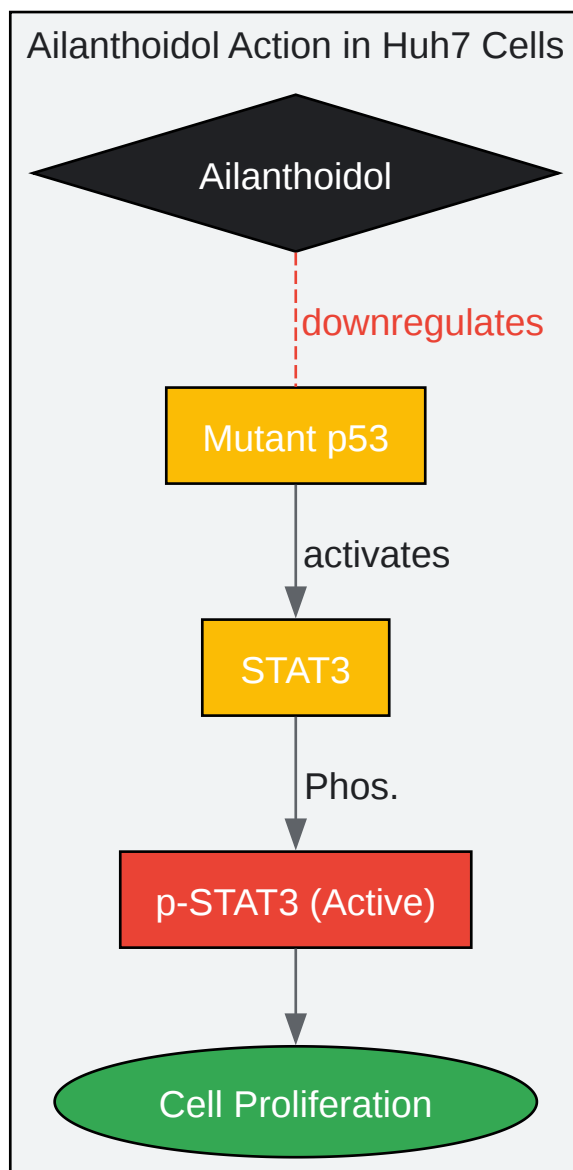 Ailanthoidol Action in Huh7 Cells
Ailanthoidol
downregulates
Mutant p53
activates
STAT3
Phos.
p-STAT3 (Active)
Cell Proliferation